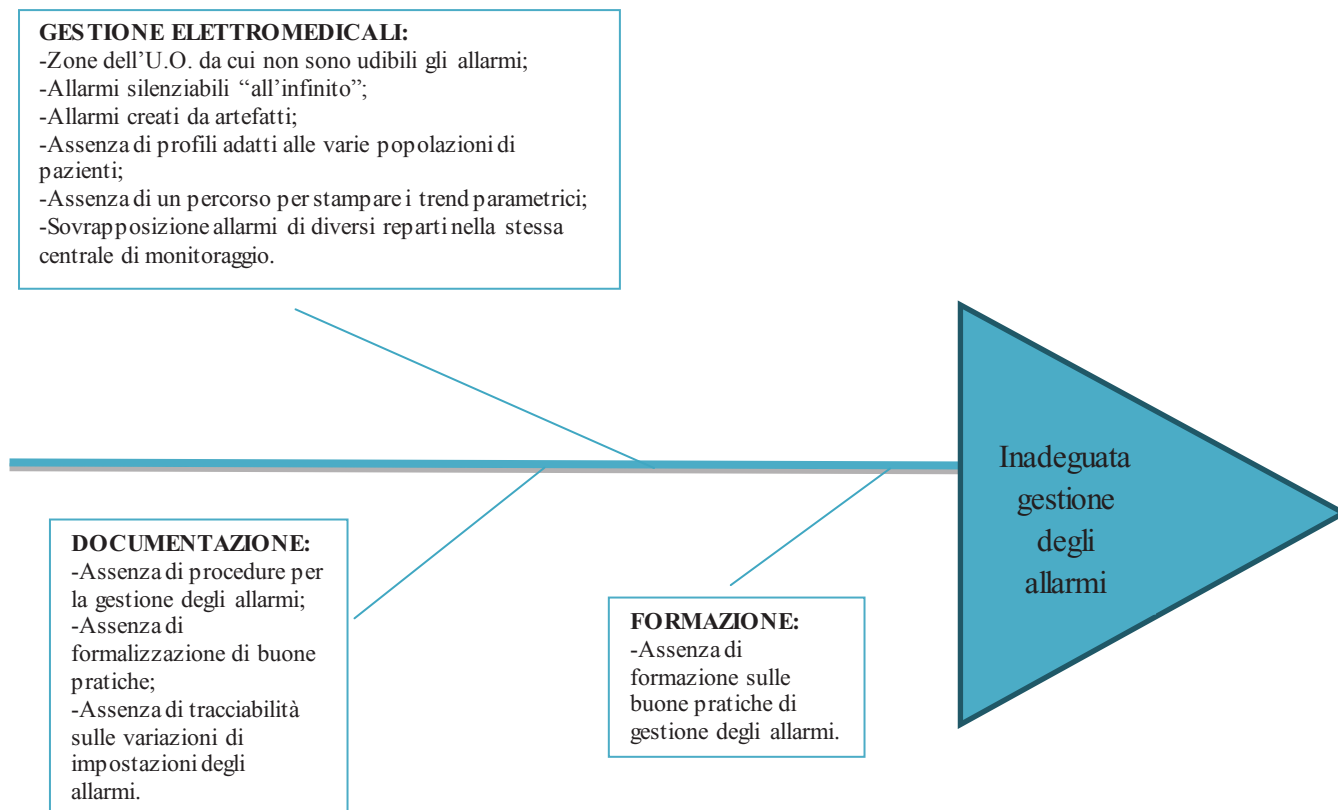 GESTIONE ELETTROMEDICALI:
-Zone dell’U.O. da cui non sono udibili gli allarmi;
-Allarmi silenziabili “all’infinito”;
-Allarmi creati da artefatti;
-Assenza di profili adatti alle varie popolazioni di
pazienti;
-Assenza di un percorso per stampare i trend parametrici;
-Sovrapposizione allarmi di diversi reparti nella stessa
centrale di monitoraggio.
Inadeguata
gestione
degli
allarmi
DOCUMENTAZIONE:
-Assenza di procedure per
la gestione degli allarmi;
-Assenza di
formalizzazione di buone
pratiche;
-Assenza di tracciabilità
sulle variazioni di
impostazioni degli
allarmi.
FORMAZIONE:
-Assenza di
formazione sulle
buone pratiche di
gestione degli allarmi.